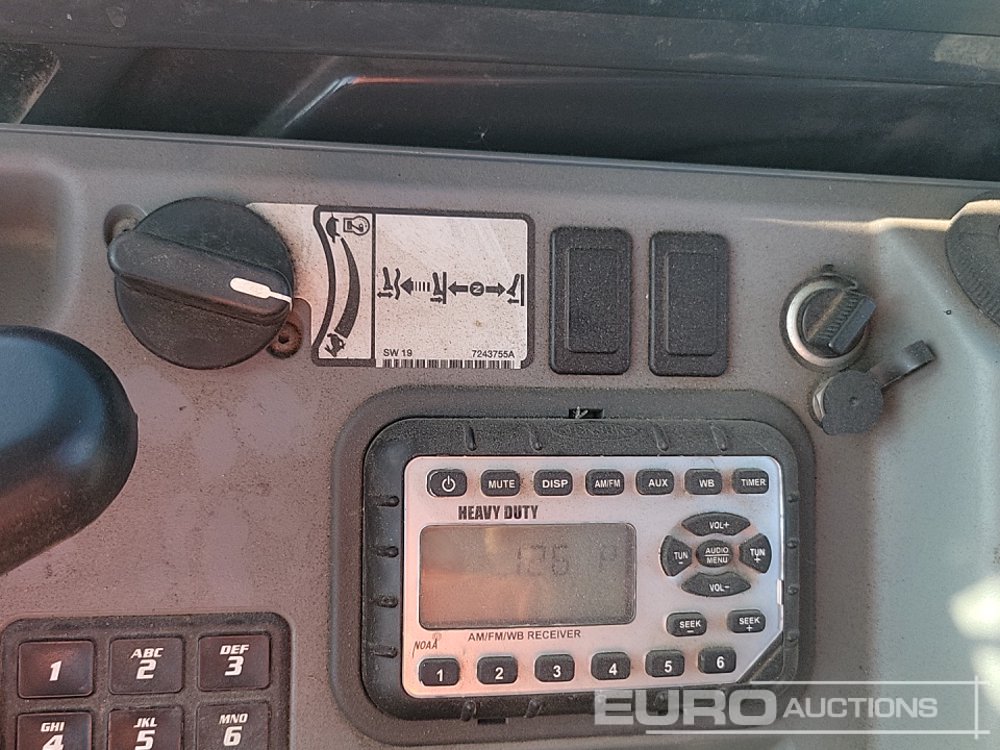 N
SW 19 7243755A
MUTE DISP AM/FM AUX WB TIMER
HEAVY DUTY
VOL+
TUN - AUDIO MENU TUN +
VOL-
SEEK - SEEK +
AM/FM/WB RECEIVER
NOAA
1 2 3 4 5 6
1 ABC 2 DEF 3
GHI 4 JKL 5 MNO 6
EURO AUCTIONS